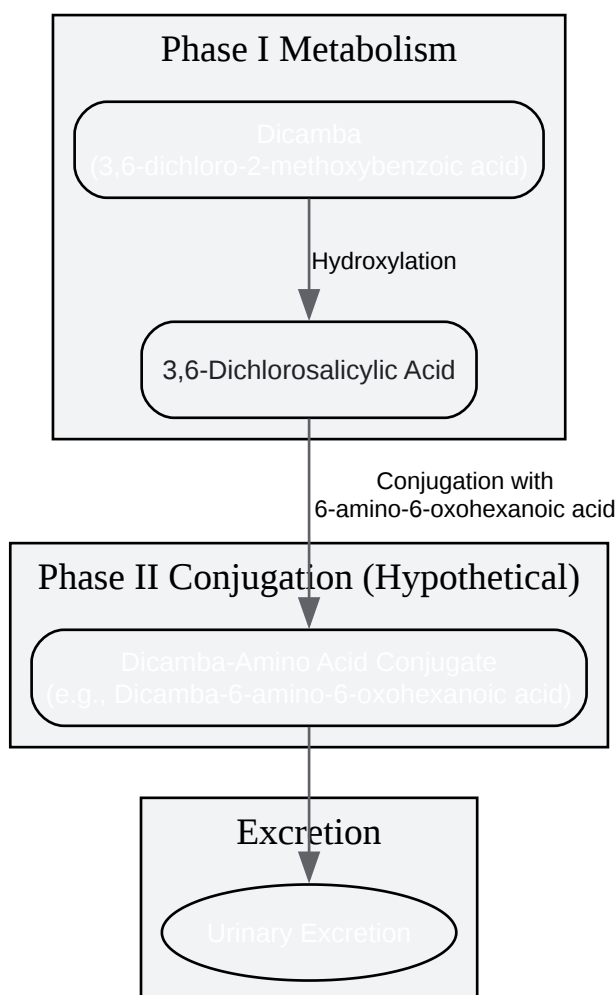 Phase I Metabolism
Dicamba
(3,6-dichloro-2-methoxybenzoic acid)
Hydroxylation
3,6-Dichlorosalicylic Acid
Conjugation with
6-amino-6-oxohexanoic acid
Phase II Conjugation (Hypothetical)
Dicamba-Amino Acid Conjugate
(e.g., Dicamba-6-amino-6-oxohexanoic acid)
Excretion
Urinary Excretion